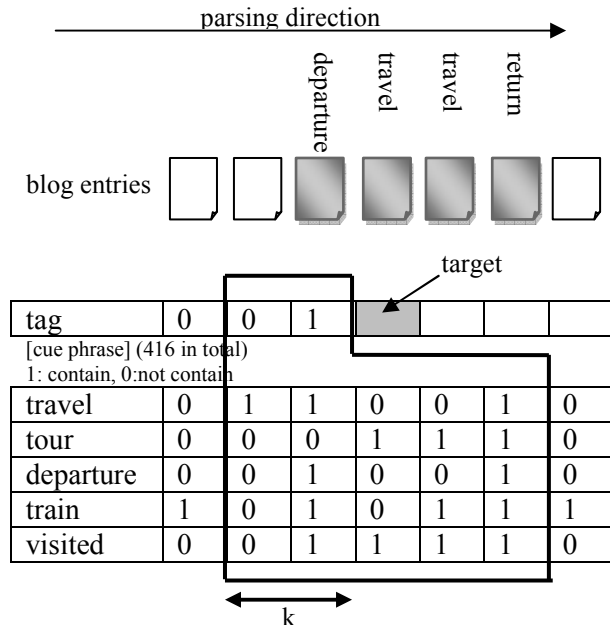 parsing direction
departure
travel
travel
return
blog entries
target
tag 0 0 1
[cue phrase] (416 in total)
1: contain, 0:not contain
travel 0 1 1 0 0 1 0
tour 0 0 0 1 1 1 0
departure 0 0 1 0 0 1 0
train 1 0 1 0 1 1 1
visited 0 0 1 1 1 1 0
k